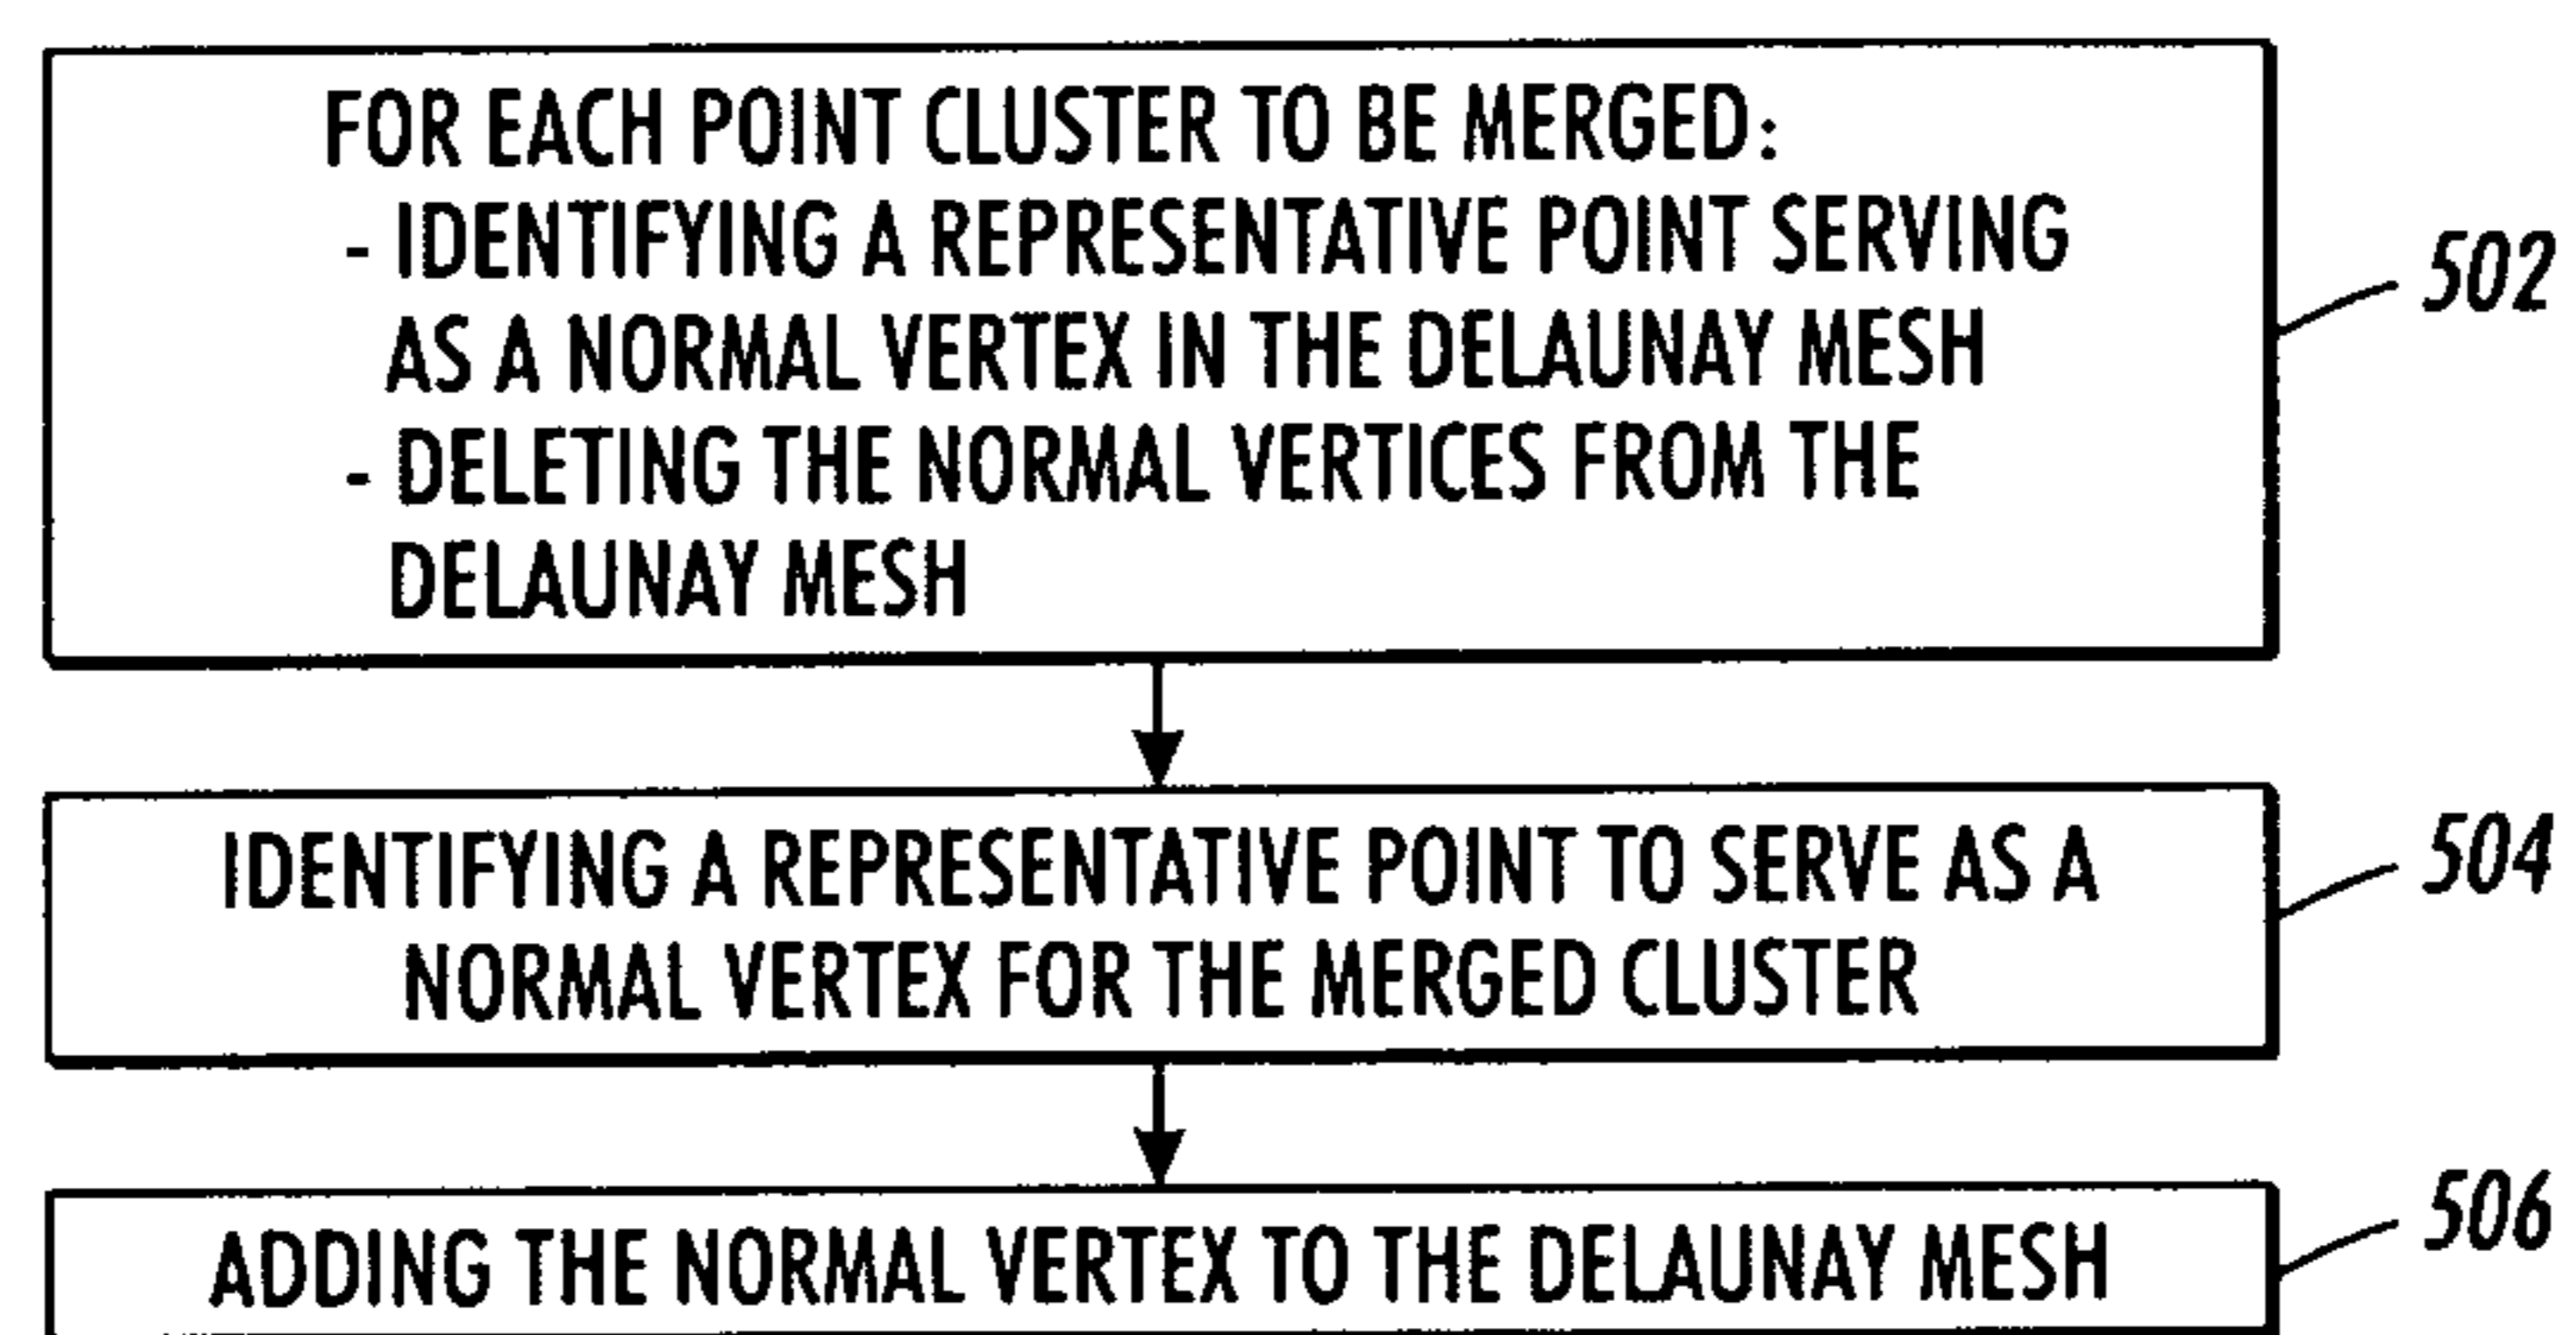 FOR EACH POINT CLUSTER TO BE MERGED:
- IDENTIFYING A REPRESENTATIVE POINT SERVING
AS A NORMAL VERTEX IN THE DELAUNAY MESH
- DELETING THE NORMAL VERTICES FROM THE
DELAUNAY MESH
502
IDENTIFYING A REPRESENTATIVE POINT TO SERVE AS A
NORMAL VERTEX FOR THE MERGED CLUSTER
504
ADDING THE NORMAL VERTEX TO THE DELAUNAY MESH
506